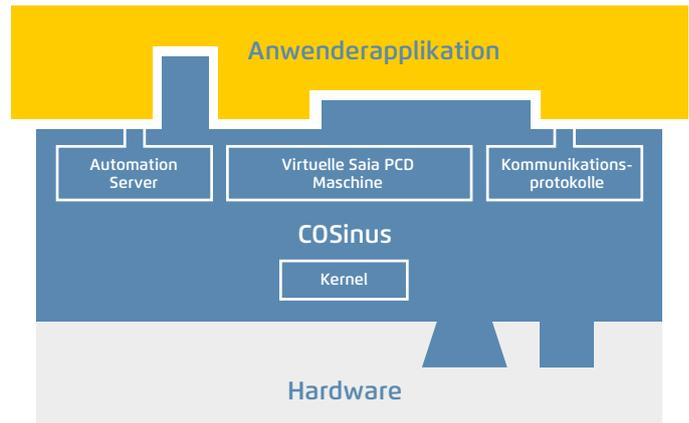 Anwenderapplikation
Automation
Server
Virtuelle Saia PCD
Maschine
Kommunikations-
protokolle
COSinus
Kernel
Hardware